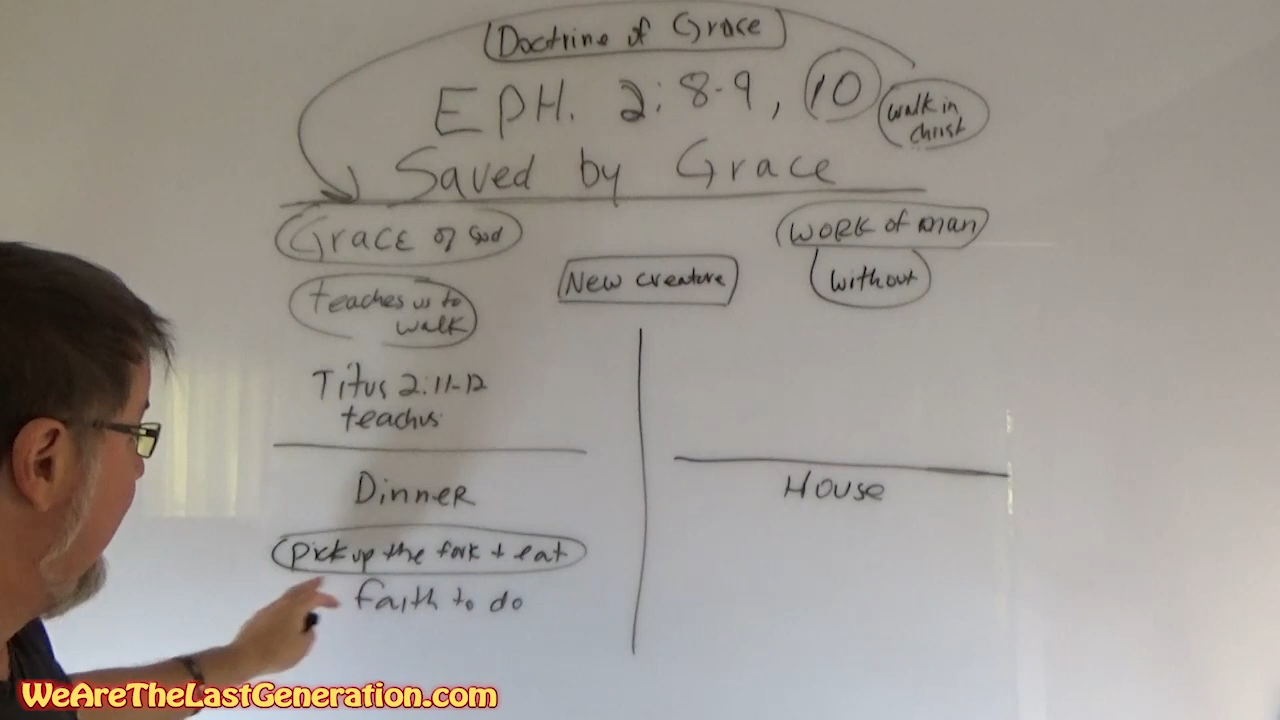 Doctrine of Grace
EPH. 2:8-9, 10
walk in
christ
Saved by Grace
Grace of God
WORK of man
teaches us to
walk
New creature
without
Titus 2:11-12
teachus
Dinner
House
pick up the fork + eat
faith to do
WeAreTheLastGeneration.com